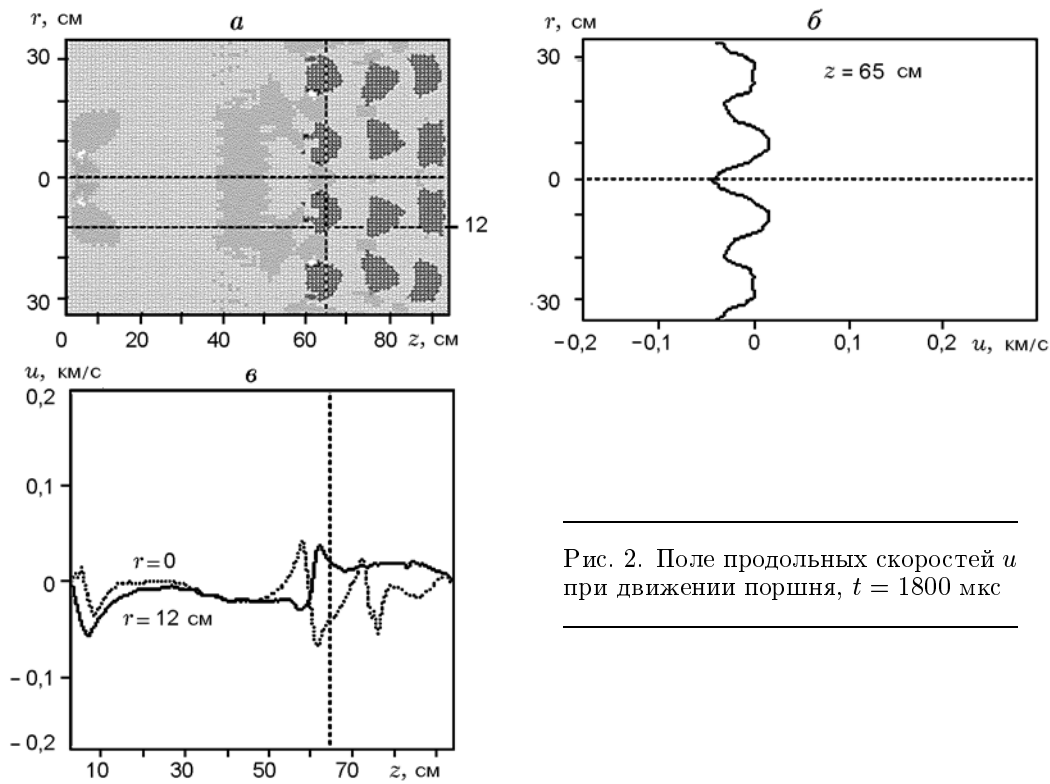 r, см
а
30
0
12
30
0 20 40 60 80 z, см
r, см
б
z = 65 см
30
0
30
−0,2 −0,1 0 0,1 0,2 u, км/с
u, км/с
в
0,2
0,1
r = 0
0
r = 12 см
−0,1
−0,2
10 30 50 70 z, см
Рис. 2. Поле продольных скоростей u
при движении поршня, t = 1800 мкс